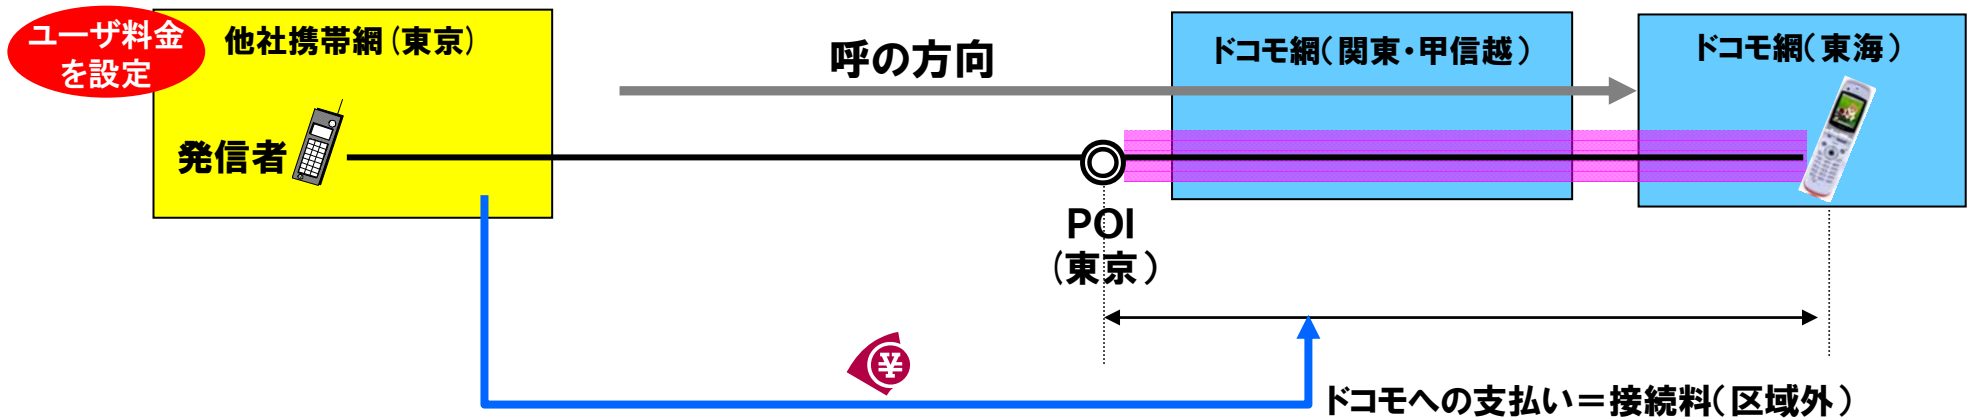 ユーザ料金
を設定
他社携帯網(東京)
呼の方向
ドコモ網(関東・甲信越)
ドコモ網(東海)
発信者
POI
(東京)
¥
ドコモへの支払い=接続料(区域外)